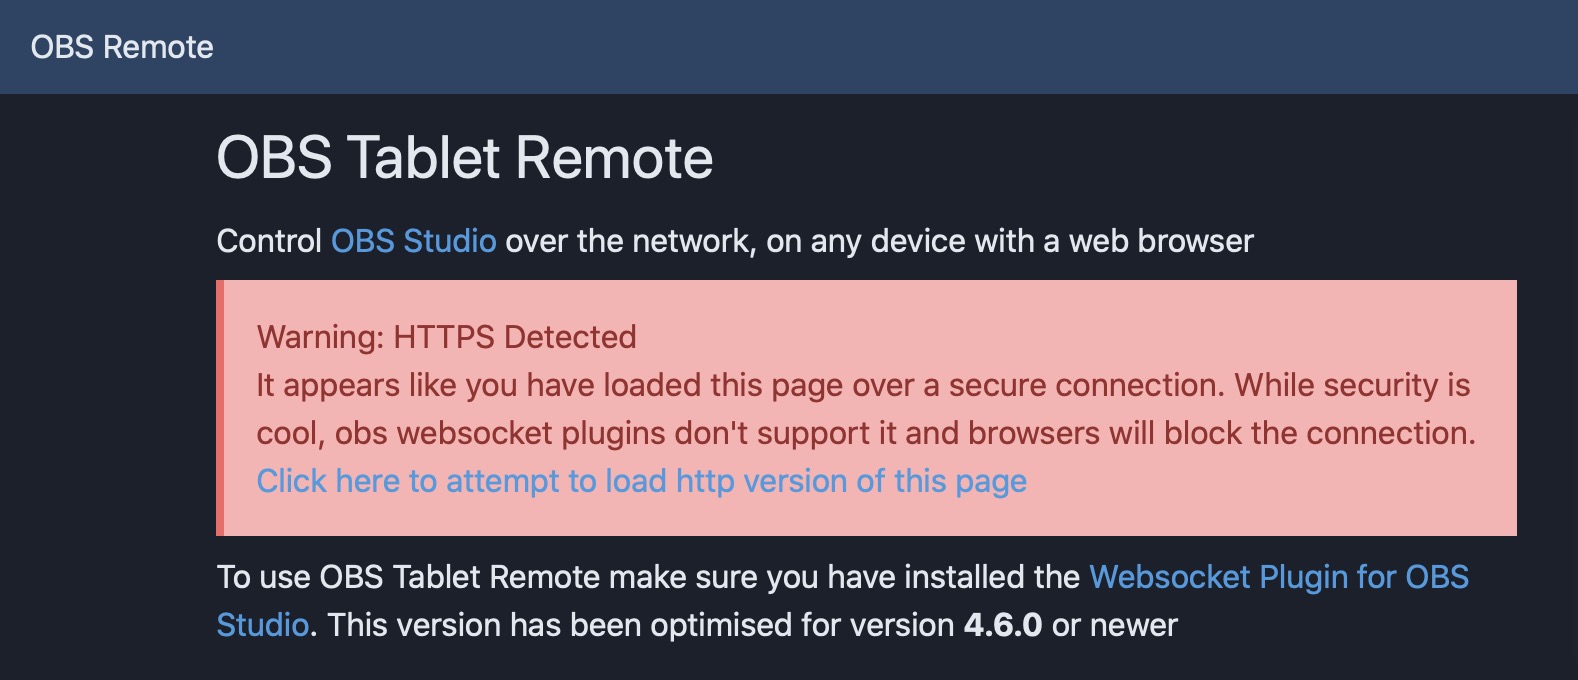 OBS Remote
OBS Tablet Remote
Control OBS Studio over the network, on any device with a web browser
Warning: HTTPS Detected
It appears like you have loaded this page over a secure connection. While security is
cool, obs websocket plugins don't support it and browsers will block the connection.
Click here to attempt to load http version of this page
To use OBS Tablet Remote make sure you have installed the Websocket Plugin for OBS
Studio. This version has been optimised for version 4.6.0 or newer